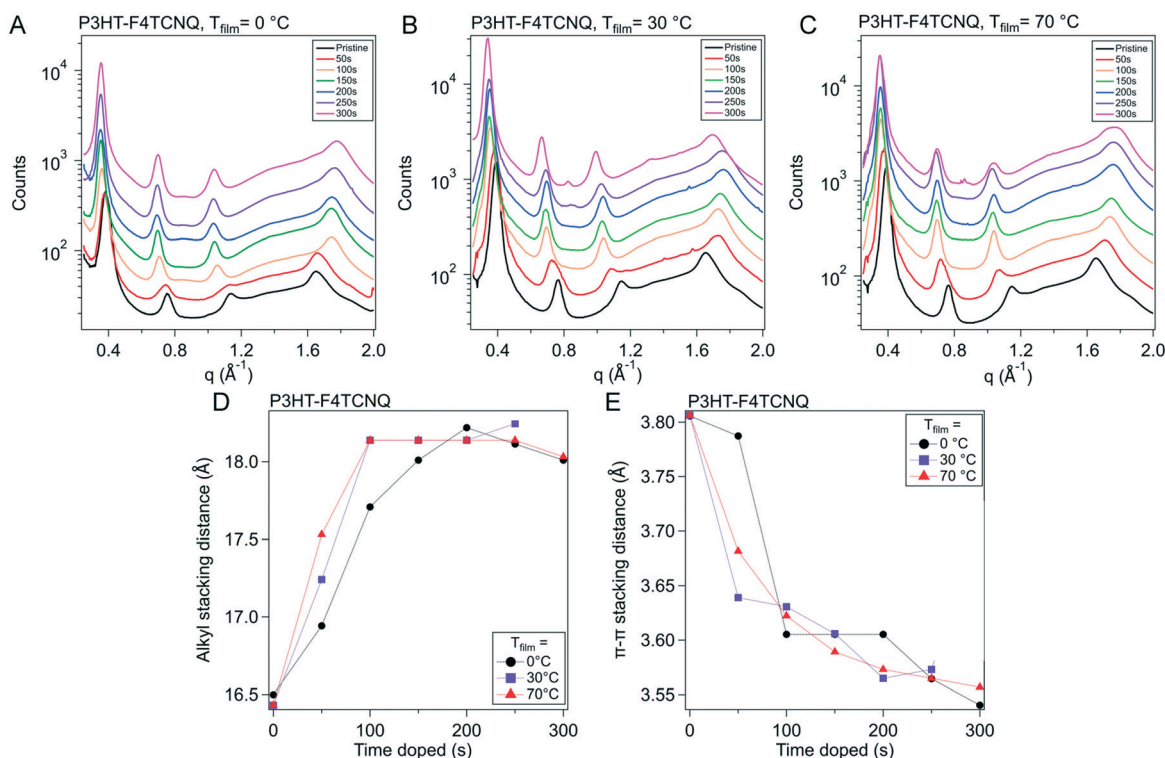 A
P3HT-F4TCNQ, Tfilm= 0 °C
Pristine
50s
100s
150s
200s
250s
300s
Counts
10^4
10^3
10^2
0.4 0.8 1.2 1.6 2.0
q (Å^-1)
B
P3HT-F4TCNQ, Tfilm= 30 °C
Pristine
50s
100s
150s
200s
250s
300s
Counts
10^4
10^3
10^2
0.4 0.8 1.2 1.6 2.0
q (Å^-1)
C
P3HT-F4TCNQ, Tfilm = 70 °C
Pristine
50s
100s
150s
200s
250s
300s
Counts
10^4
10^3
10^2
0.4 0.8 1.2 1.6 2.0
q (Å^-1)
D
P3HT-F4TCNQ
Alkyl stacking distance (Å)
18.0
17.5
17.0
16.5
Tfilm =
0°C
30°C
70°C
0 100 200 300
Time doped (s)
E
P3HT-F4TCNQ
π-π stacking distance (Å)
3.80
3.75
3.70
3.65
3.60
3.55
Tfilm =
0 °C
30 °C
70 °C
0 100 200 300
Time doped (s)